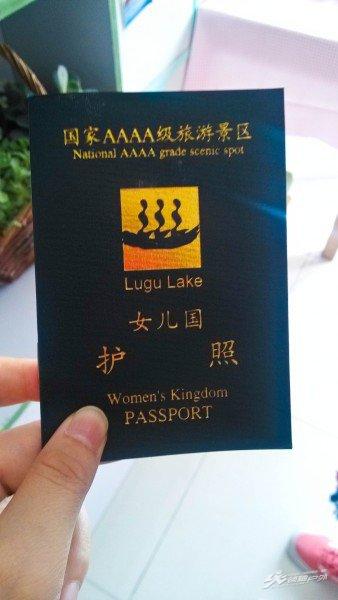 国家AAAA级旅游景区
National AAAA grade scenic spot
Lugu Lake
女儿国
护 照
Women's Kingdom
PASSPORT